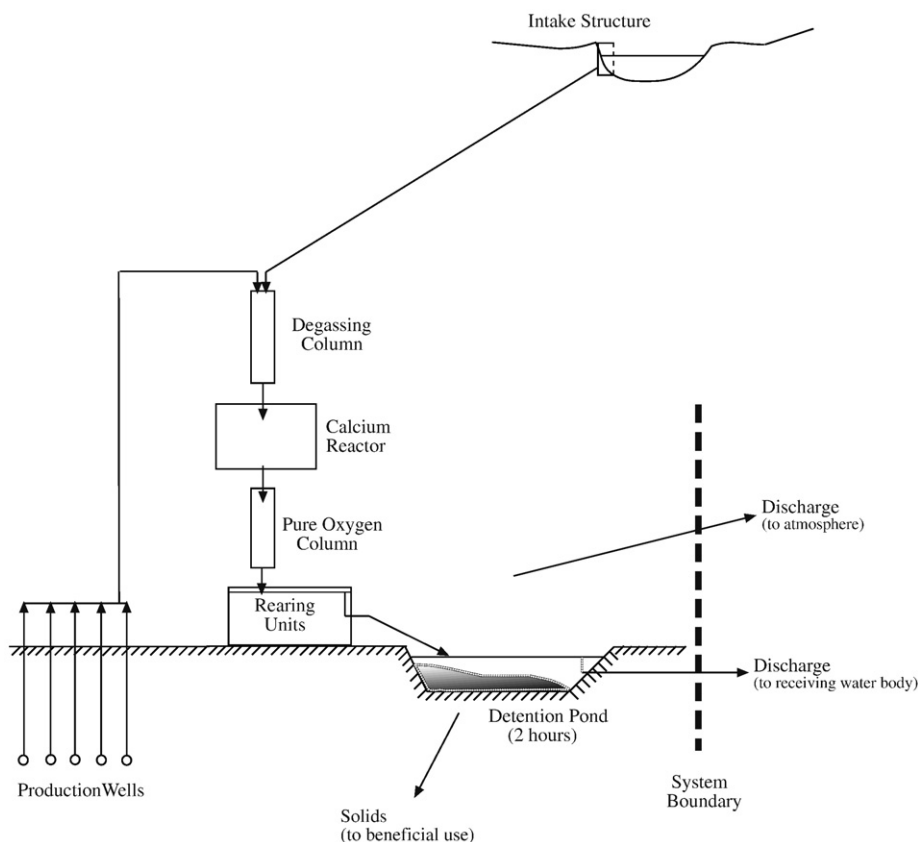 Intake Structure
Degassing
Column
Calcium
Reactor
Pure Oxygen
Column
Discharge
(to atmosphere)
Rearing
Units
Discharge
(to receiving water body)
Detention Pond
(2 hours)
ProductionWells
System
Boundary
Solids
(to beneficial use)